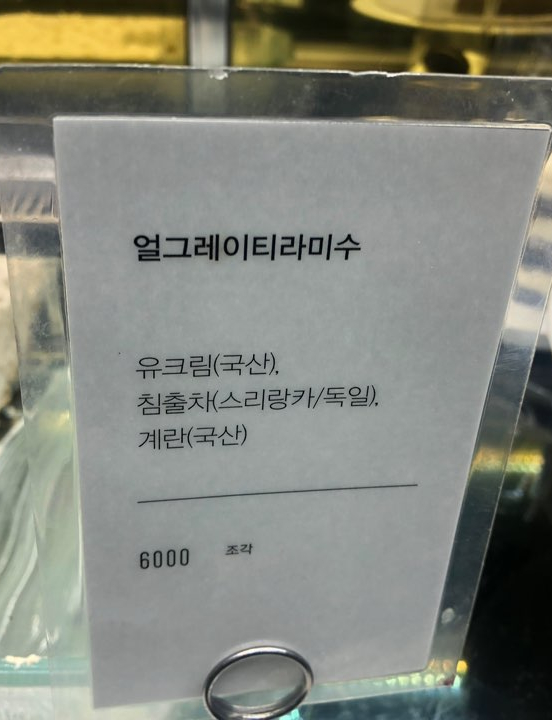 얼그레이티라미수
유크림(국산),
침출차(스리랑카/독일),
계란(국산)
6000 조각